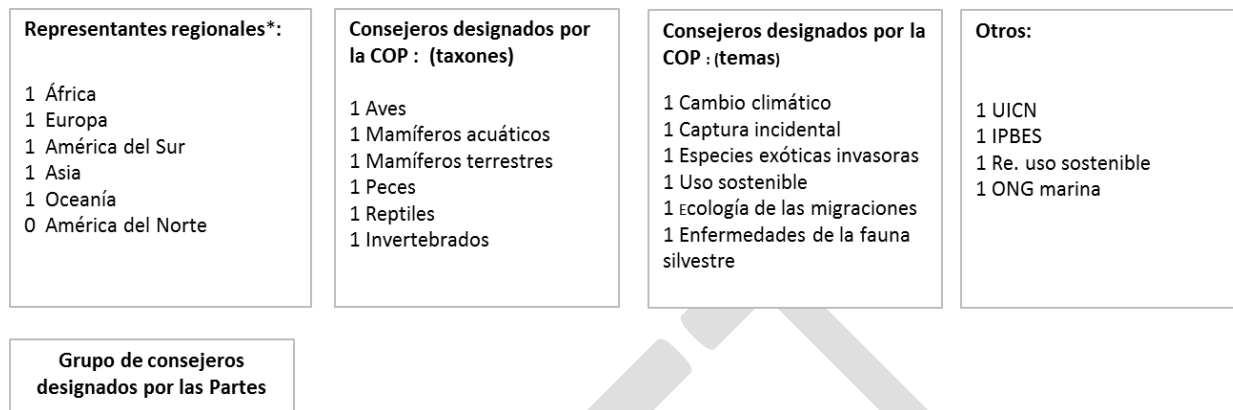 Representantes regionales*:
1 África
1 Europa
1 América del Sur
1 Asia
1 Oceanía
0 América del Norte
Consejeros designados por
la COP : (taxones)
1 Aves
1 Mamíferos acuáticos
1 Mamíferos terrestres
1 Peces
1 Reptiles
1 Invertebrados
Consejeros designados por la
COP : (temas)
1 Cambio climático
1 Captura incidental
1 Especies exóticas invasoras
1 Uso sostenible
1 Ecología de las migraciones
1 Enfermedades de la fauna
silvestre
Otros:
1 UICN
1 IPBES
1 Re. uso sostenible
1 ONG marina
Grupo de consejeros
designados por las Partes